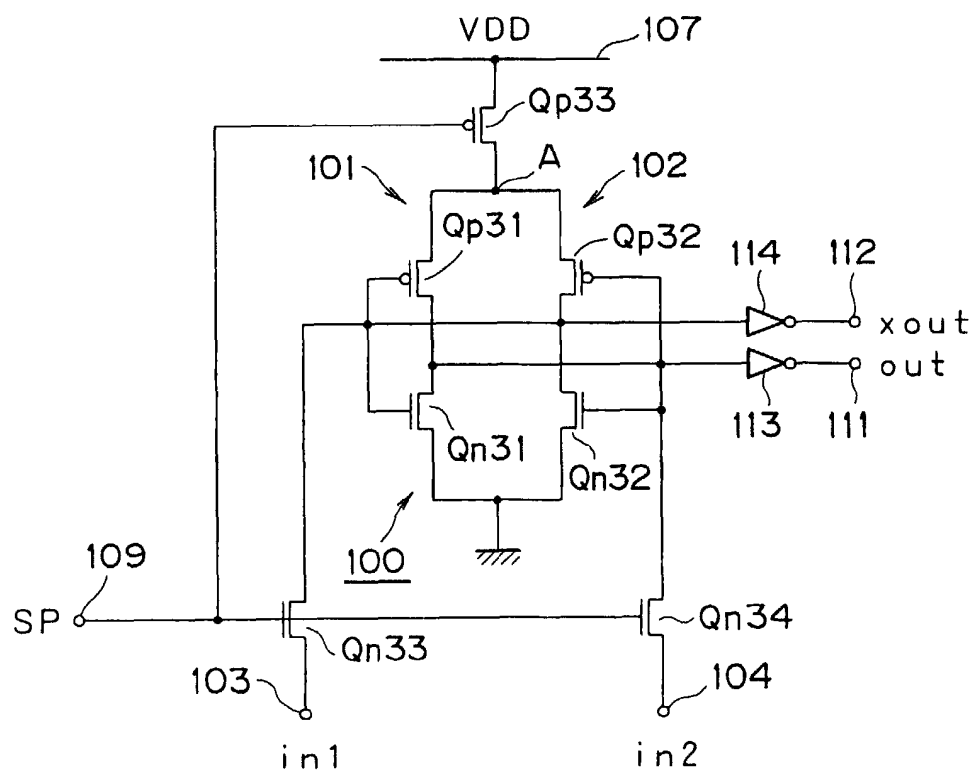 VDD
107
Qp33
A
101
102
Qp31
Qp32
114
112
xout
out
113
111
Qn31
Qn32
100
109
SP
Qn33
Qn34
103
104
in1
in2